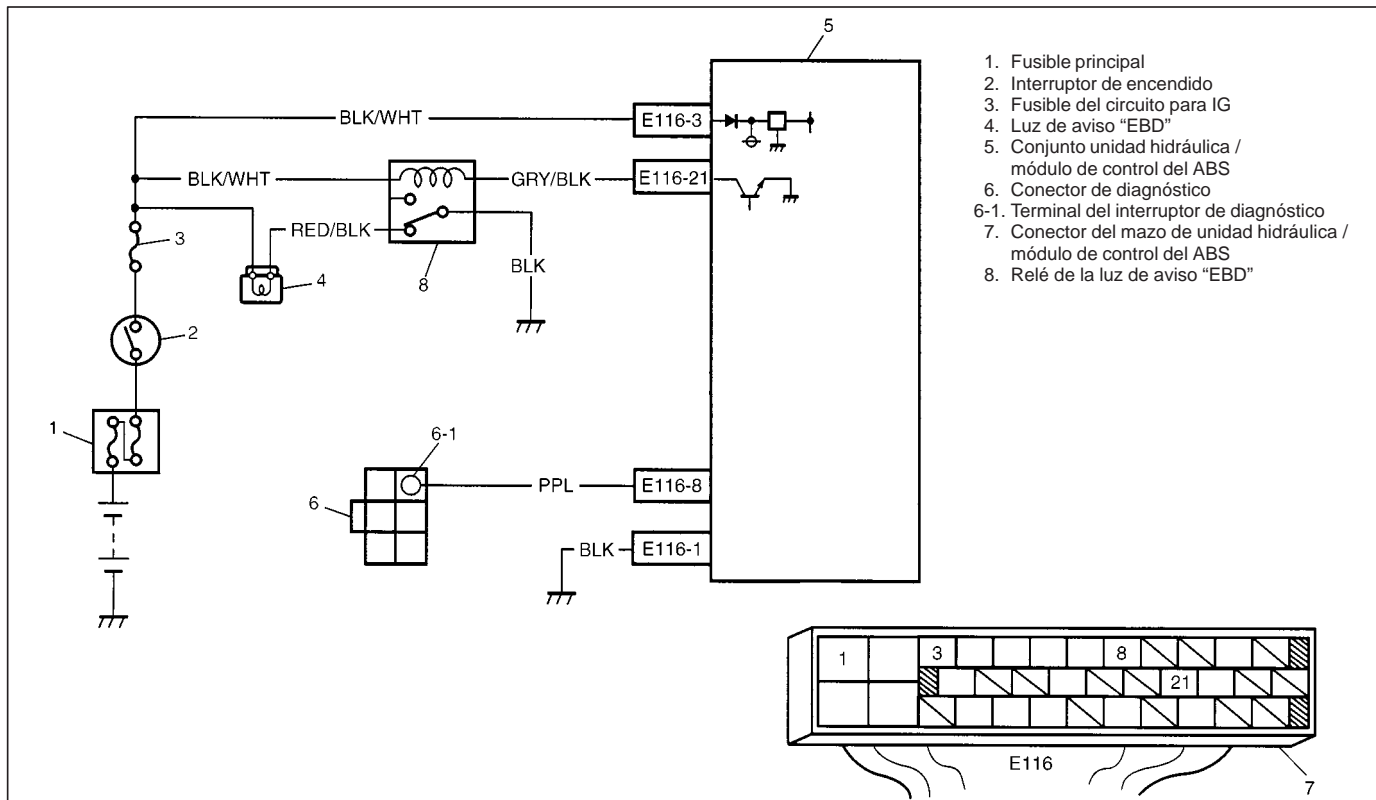 5
1. Fusible principal
2. Interruptor de encendido
3. Fusible del circuito para IG
4. Luz de aviso “EBD”
5. Conjunto unidad hidráulica /
módulo de control del ABS
6. Conector de diagnóstico
6-1. Terminal del interruptor de diagnóstico
7. Conector del mazo de unidad hidráulica /
módulo de control del ABS
8. Relé de la luz de aviso “EBD”
BLK/WHT
E116-3
BLK/WHT
GRY/BLK
E116-21
3
RED/BLK
BLK
4
8
2
1
6-1
6
PPL
E116-8
BLK
E116-1
1
3
8
21
E116
7